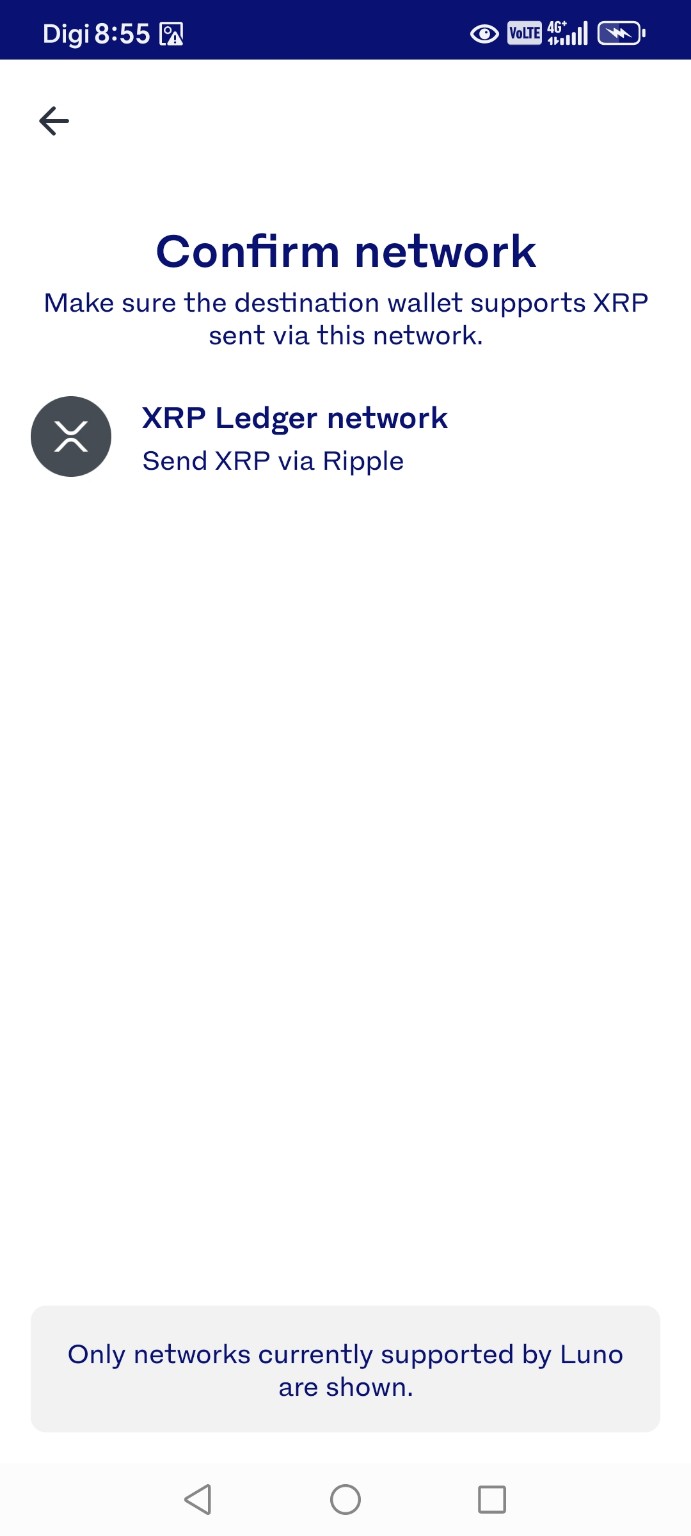 Digi 8:55 VoLTE 4G+
Confirm network
Make sure the destination wallet supports XRP
sent via this network.
XRP Ledger network
Send XRP via Ripple
Only networks currently supported by Luno
are shown.